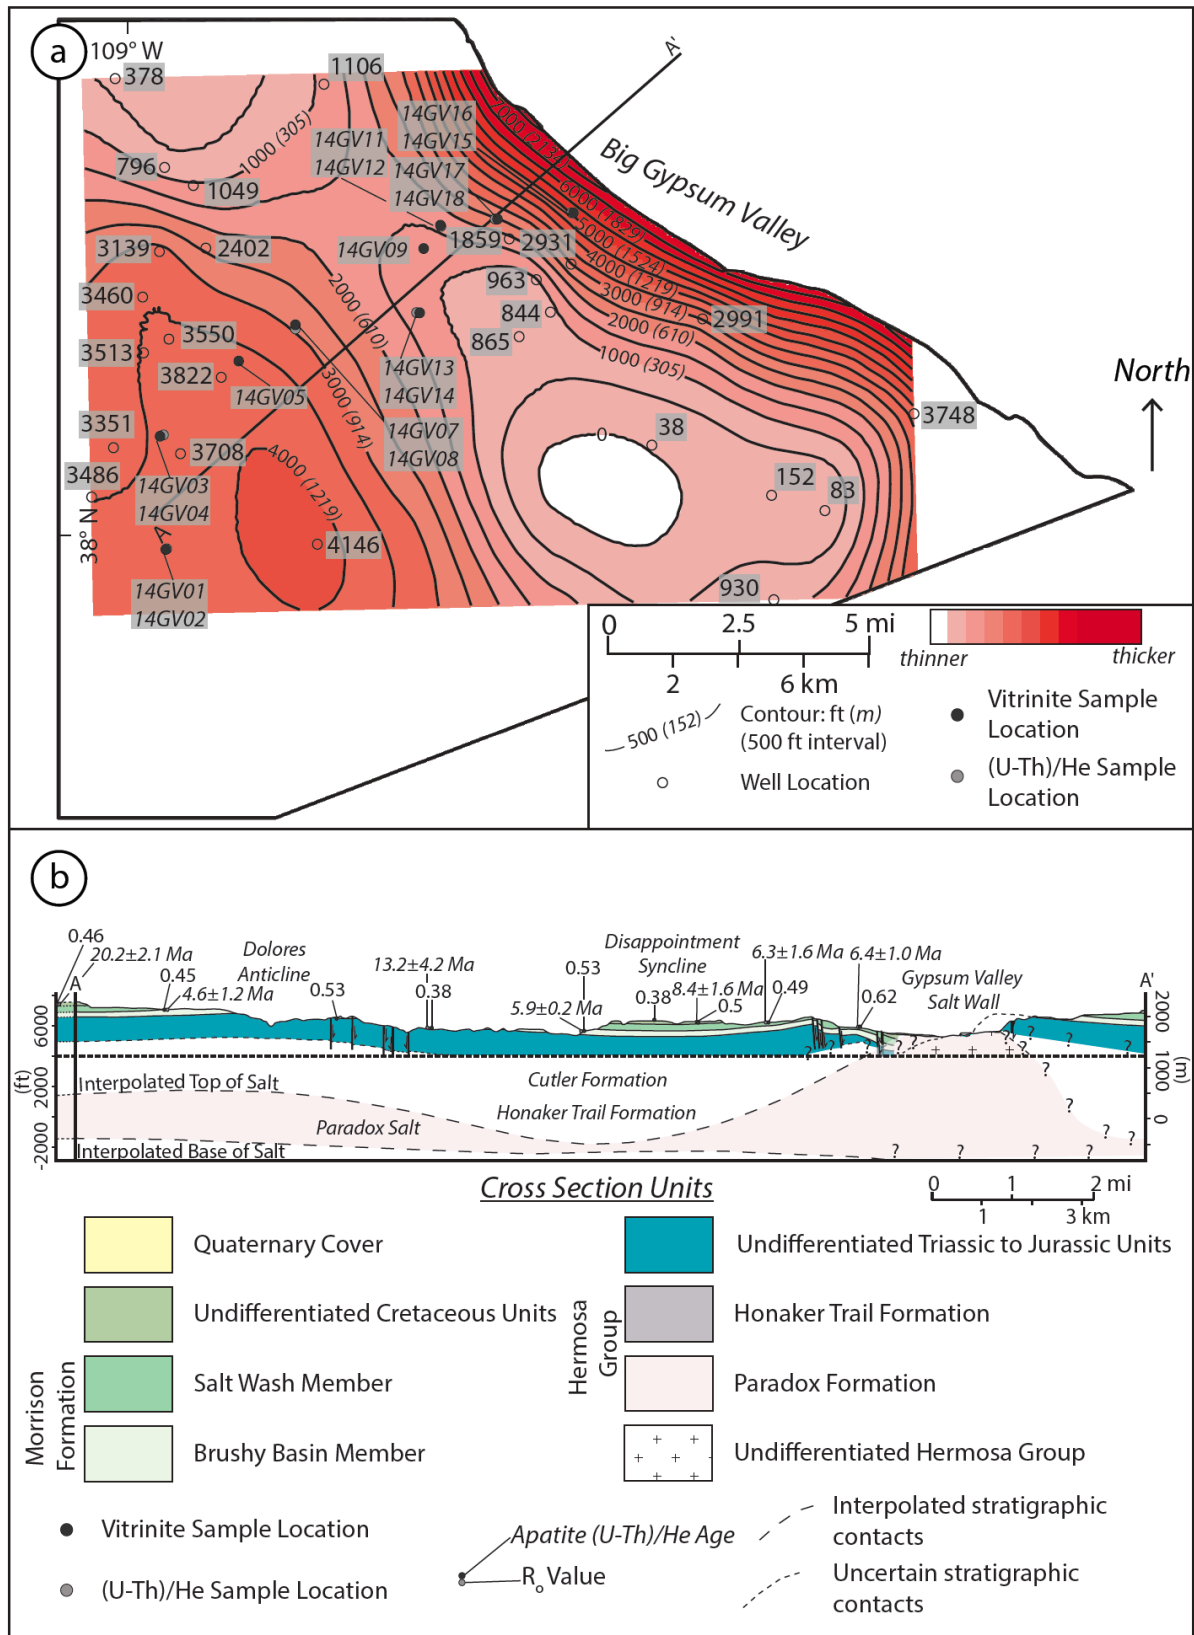 a
109° W
378
1106
A'
14GV16
14GV15
7000 (2134)
14GV11
14GV12
1000 (305)
Big Gypsum Valley
796
14GV17
14GV18
1049
6000 (1829)
5000 (1524)
3139
2402
14GV09
1859
2931
4000 (1219)
3460
2000 (610)
963
3000 (914)
844
2991
2000 (610)
3550
865
3513
1000 (305)
3822
14GV13
14GV14
North
14GV05
3000 (914)
3748
3351
14GV07
14GV08
38
0
3708
4000 (1219)
3486
152
83
14GV03
14GV04
38° N
A
4146
14GV01
14GV02
930
0
2.5
5 mi
2
6 km
thinner
thicker
500 (152)
Contour: ft (m)
(500 ft interval)
Vitrinite Sample
Location
Well Location
(U-Th)/He Sample
Location
b
0.46
20.2±2.1 Ma
A
0.45
4.6±1.2 Ma
Dolores
Anticline
0.53
13.2±4.2 Ma
0.38
0.53
5.9±0.2 Ma
Disappointment
Syncline
0.38
8.4±1.6 Ma
0.5
6.3±1.6 Ma
0.49
6.4±1.0 Ma
0.62
Gypsum Valley
Salt Wall
A'
6000
2000
-2000
(ft)
2000
1000
0
(m)
Interpolated Top of Salt
Cutler Formation
Honaker Trail Formation
Paradox Salt
Interpolated Base of Salt
? ? ? ? ? ? ? ? ? ? ? ? ? ? ? ? ?
Cross Section Units
0
1
2 mi
1
3 km
Quaternary Cover
Undifferentiated Triassic to Jurassic Units
Undifferentiated Cretaceous Units
Hermosa
Group
Honaker Trail Formation
Morrison
Formation
Salt Wash Member
Paradox Formation
Brushy Basin Member
Undifferentiated Hermosa Group
Vitrinite Sample Location
(U-Th)/He Sample Location
Apatite (U-Th)/He Age
Ro Value
Interpolated stratigraphic
contacts
Uncertain stratigraphic
contacts